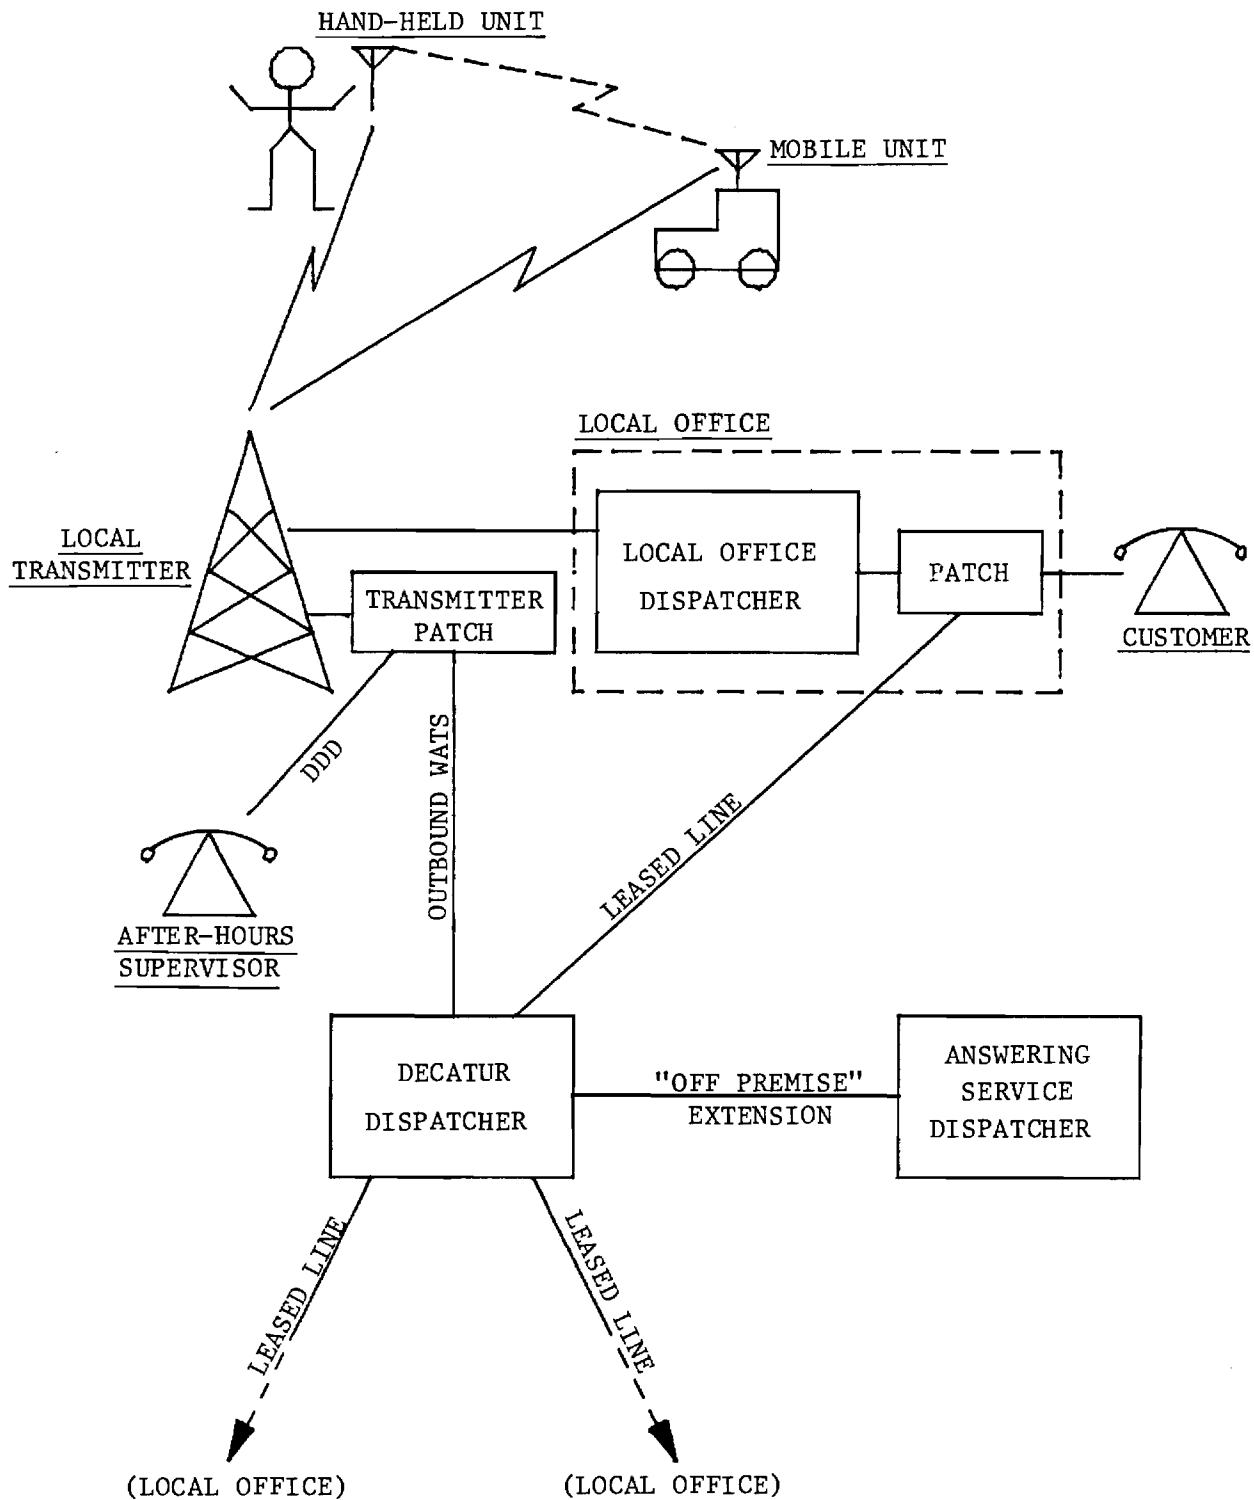 HAND-HELD UNIT
MOBILE UNIT
LOCAL OFFICE
LOCAL
TRANSMITTER
LOCAL OFFICE
DISPATCHER
PATCH
TRANSMITTER
PATCH
CUSTOMER
DDD
OUTBOUND WATS
LEASED LINE
AFTER-HOURS
SUPERVISOR
DECATUR
DISPATCHER
"OFF PREMISE"
EXTENSION
ANSWERING
SERVICE
DISPATCHER
LEASED LINE
LEASED LINE
(LOCAL OFFICE)
(LOCAL OFFICE)